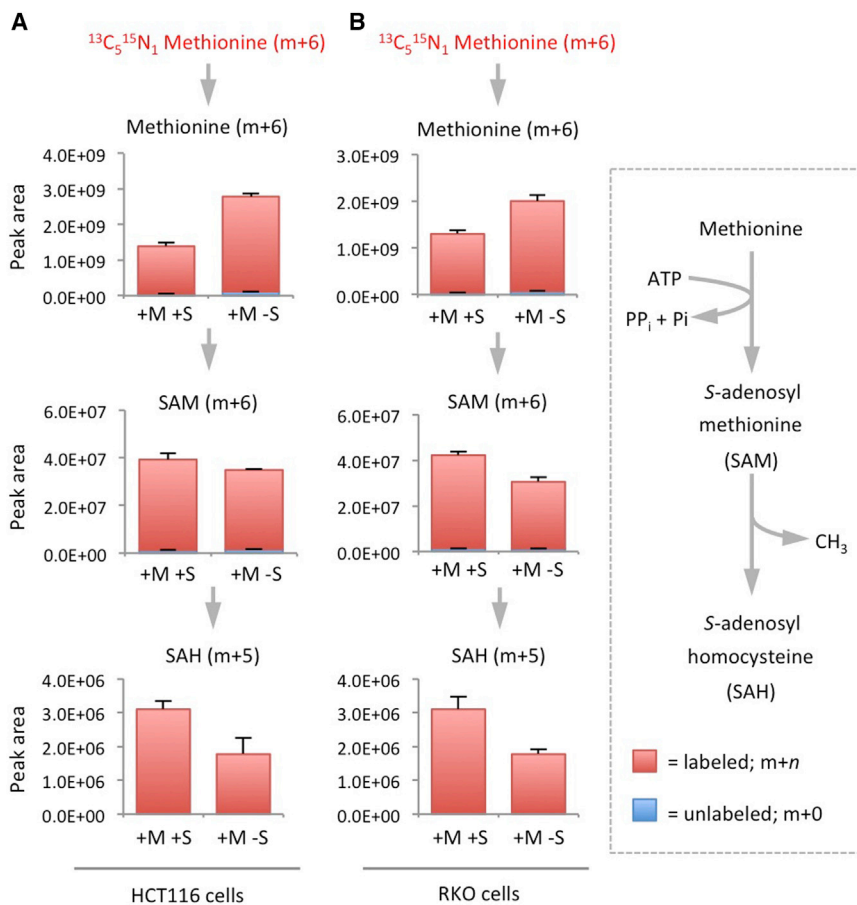 A
¹³C₅¹⁵N₁ Methionine (m+6)
Methionine (m+6)
Peak area
4.0E+09
3.0E+09
2.0E+09
1.0E+09
0.0E+00
+M +S
+M -S
SAM (m+6)
Peak area
6.0E+07
4.0E+07
2.0E+07
0.0E+00
+M +S
+M -S
SAH (m+5)
Peak area
4.0E+06
3.0E+06
2.0E+06
1.0E+06
0.0E+00
+M +S
+M -S
HCT116 cells
B
¹³C₅¹⁵N₁ Methionine (m+6)
Methionine (m+6)
3.0E+09
2.0E+09
1.0E+09
0.0E+00
+M +S
+M -S
SAM (m+6)
6.0E+07
4.0E+07
2.0E+07
0.0E+00
+M +S
+M -S
SAH (m+5)
4.0E+06
3.0E+06
2.0E+06
1.0E+06
0.0E+00
+M +S
+M -S
RKO cells
Methionine
ATP
PPᵢ + Pi
S-adenosyl
methionine
(SAM)
CH₃
S-adenosyl
homocysteine
(SAH)
= labeled; m+n
= unlabeled; m+0